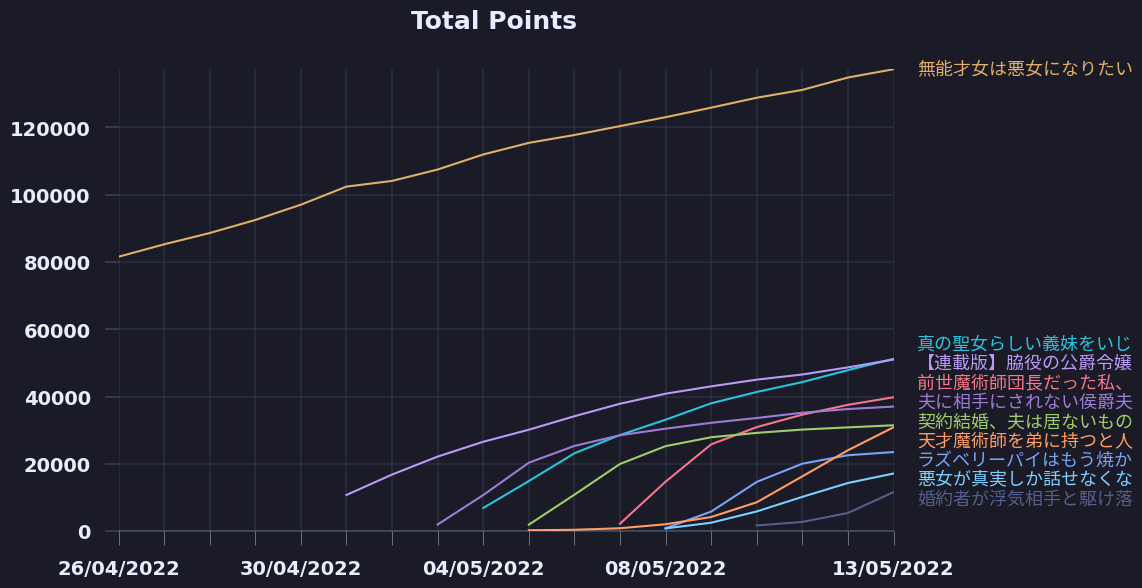 Total Points
120000
100000
80000
60000
40000
20000
0
26/04/2022
30/04/2022
04/05/2022
08/05/2022
13/05/2022
無能才女は悪女になりたい
真の聖女らしい義妹をいじ
【連載版】脇役の公爵令嬢
前世魔術師団長だった私、
夫に相手にされない侯爵夫
契約結婚、夫は居ないもの
天才魔術師を弟に持つと人
ラズベリーパイはもう焼か
悪女が真実しか話せなくな
婚約者が浮気相手と駆け落